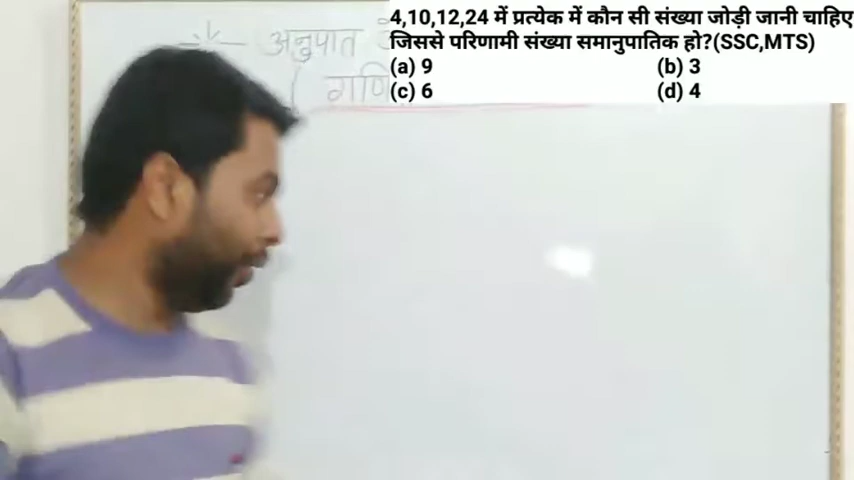 4,10,12,24 में प्रत्येक में कौन सी संख्या जोड़ी जानी चाहिए
जिससे परिणामी संख्या समानुपातिक हो?(SSC,MTS)
(a) 9 (b) 3
(c) 6 (d) 4
अनुपात